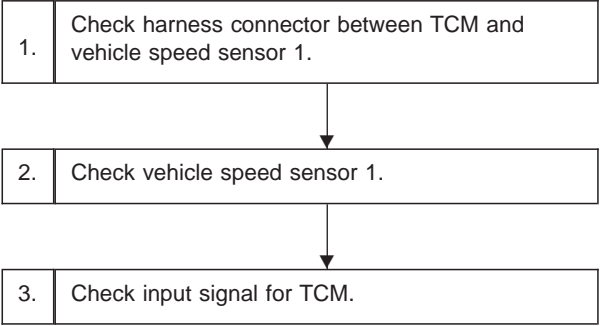 1. Check harness connector between TCM and
vehicle speed sensor 1.
2. Check vehicle speed sensor 1.
3. Check input signal for TCM.